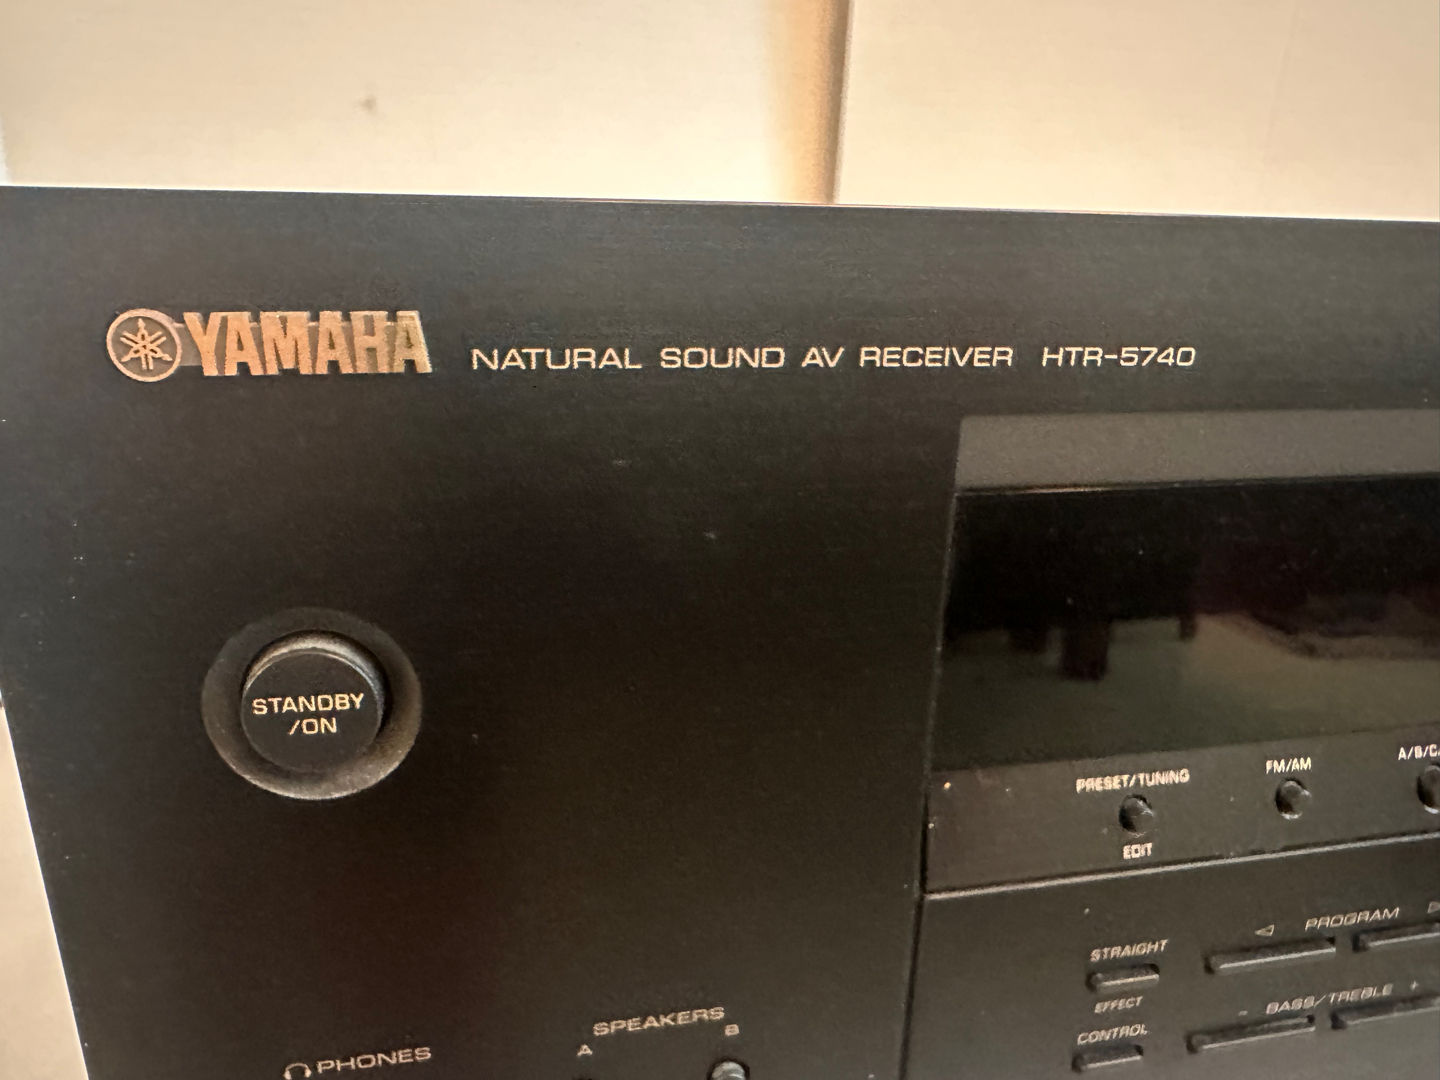 YAMAHA NATURAL SOUND AV RECEIVER HTR-5740
STANDBY
/ON
PRESET/TUNING
FM/AM
EDIT
PROGRAM
STRAIGHT
EFFECT
- BASS/TREBLE +
CONTROL
SPEAKERS
A
B
PHONES